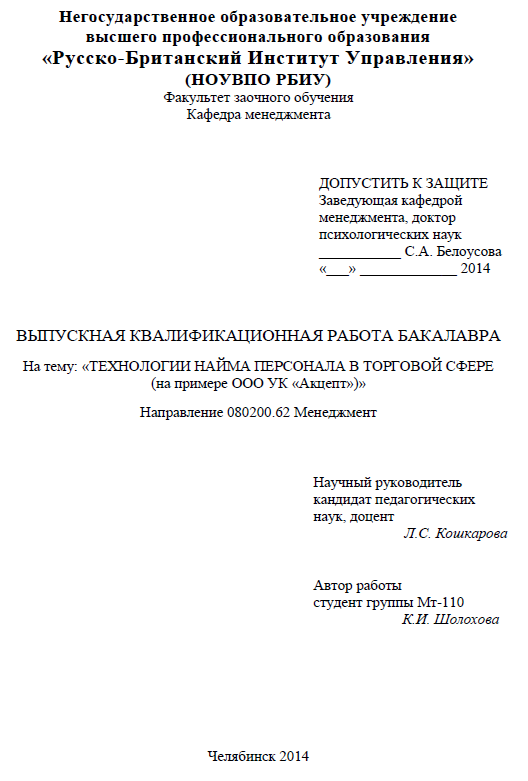 Негосударственное образовательное учреждение
высшего профессионального образования
«Русско-Британский Институт Управления»
(НОУВПО РБИУ)
Факультет заочного обучения
Кафедра менеджмента
ДОПУСТИТЬ К ЗАЩИТЕ
Заведующая кафедрой
менеджмента, доктор
психологических наук
___________ С.А. Белоусова
«___» _____________ 2014
ВЫПУСКНАЯ КВАЛИФИКАЦИОННАЯ РАБОТА БАКАЛАВРА
На тему: «ТЕХНОЛОГИИ НАЙМА ПЕРСОНАЛА В ТОРГОВОЙ СФЕРЕ
(на примере ООО УК «Акцепт»)»
Направление 080200.62 Менеджмент
Научный руководитель
кандидат педагогических
наук, доцент
Л.С. Кошкарова
Автор работы
студент группы Мт-110
К.И. Шолохова
Челябинск 2014